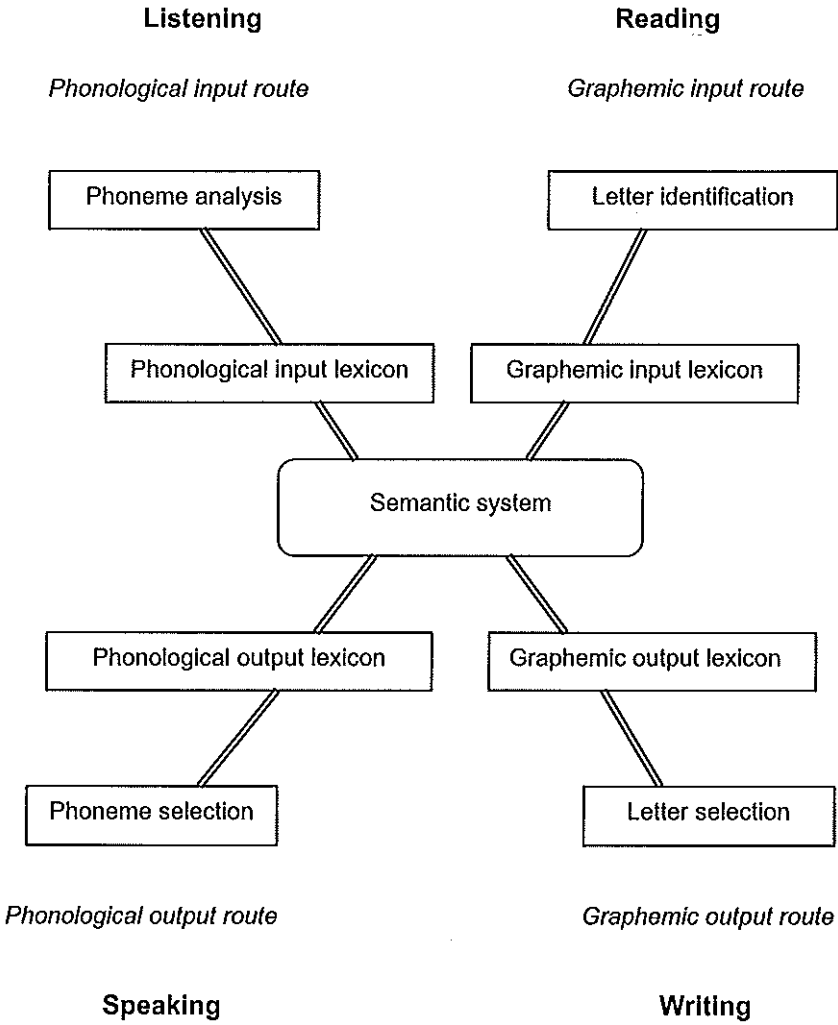 Listening
Reading
Phonological input route
Graphemic input route
Phoneme analysis
Letter identification
Phonological input lexicon
Graphemic input lexicon
Semantic system
Phonological output lexicon
Graphemic output lexicon
Phoneme selection
Letter selection
Phonological output route
Graphemic output route
Speaking
Writing